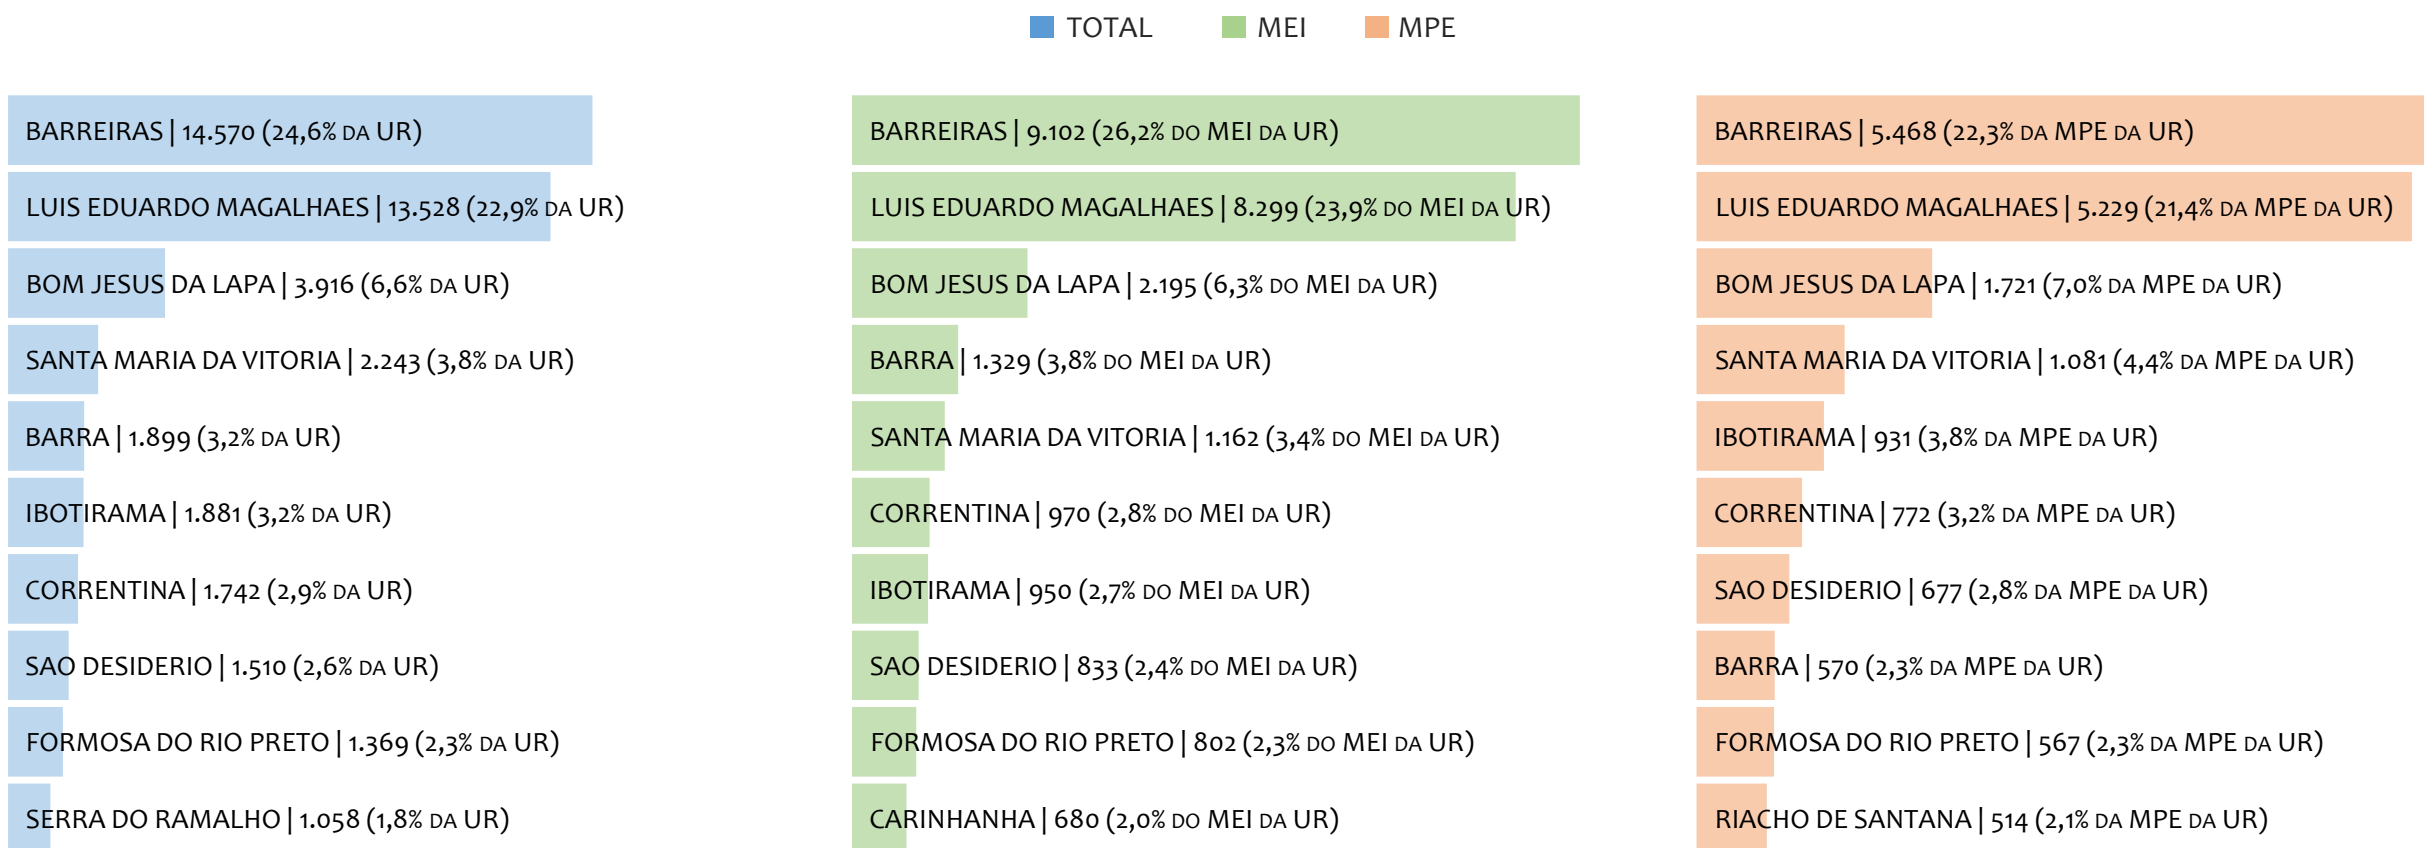 TOTAL MEI MPE
BARREIRAS | 14.570 (24,6% DA UR)
LUIS EDUARDO MAGALHAES | 13.528 (22,9% DA UR)
BOM JESUS DA LAPA | 3.916 (6,6% DA UR)
SANTA MARIA DA VITORIA | 2.243 (3,8% DA UR)
BARRA | 1.899 (3,2% DA UR)
IBOTIRAMA | 1.881 (3,2% DA UR)
CORRENTINA | 1.742 (2,9% DA UR)
SAO DESIDERIO | 1.510 (2,6% DA UR)
FORMOSA DO RIO PRETO | 1.369 (2,3% DA UR)
SERRA DO RAMALHO | 1.058 (1,8% DA UR)
BARREIRAS | 9.102 (26,2% DO MEI DA UR)
LUIS EDUARDO MAGALHAES | 8.299 (23,9% DO MEI DA UR)
BOM JESUS DA LAPA | 2.195 (6,3% DO MEI DA UR)
BARRA | 1.329 (3,8% DO MEI DA UR)
SANTA MARIA DA VITORIA | 1.162 (3,4% DO MEI DA UR)
CORRENTINA | 970 (2,8% DO MEI DA UR)
IBOTIRAMA | 950 (2,7% DO MEI DA UR)
SAO DESIDERIO | 833 (2,4% DO MEI DA UR)
FORMOSA DO RIO PRETO | 802 (2,3% DO MEI DA UR)
CARINHANHA | 680 (2,0% DO MEI DA UR)
BARREIRAS | 5.468 (22,3% DA MPE DA UR)
LUIS EDUARDO MAGALHAES | 5.229 (21,4% DA MPE DA UR)
BOM JESUS DA LAPA | 1.721 (7,0% DA MPE DA UR)
SANTA MARIA DA VITORIA | 1.081 (4,4% DA MPE DA UR)
IBOTIRAMA | 931 (3,8% DA MPE DA UR)
CORRENTINA | 772 (3,2% DA MPE DA UR)
SAO DESIDERIO | 677 (2,8% DA MPE DA UR)
BARRA | 570 (2,3% DA MPE DA UR)
FORMOSA DO RIO PRETO | 567 (2,3% DA MPE DA UR)
RIACHO DE SANTANA | 514 (2,1% DA MPE DA UR)